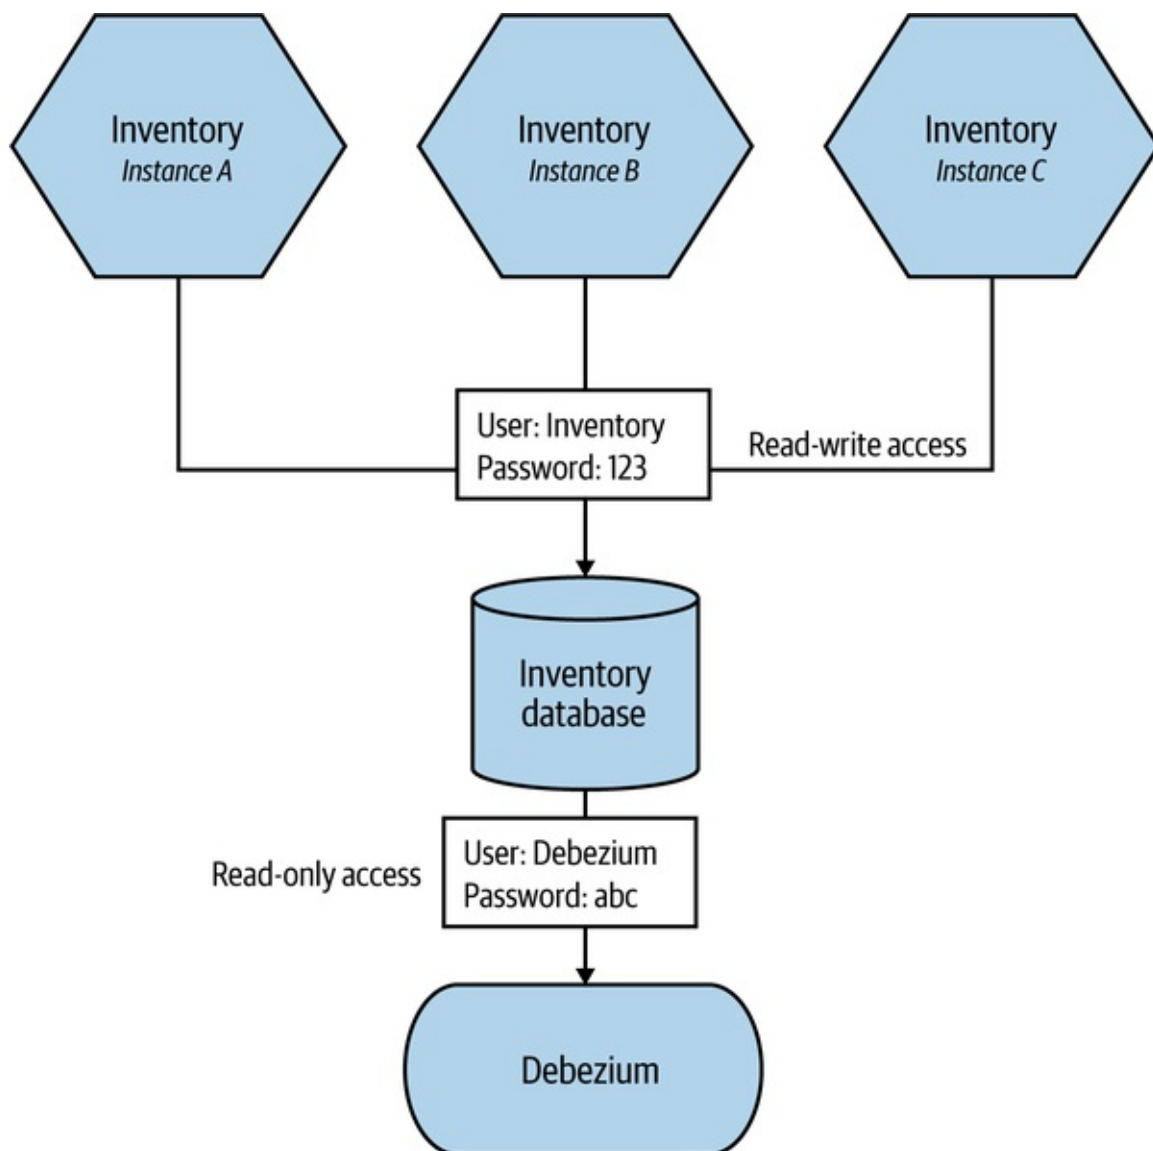 Inventory
Instance A
Inventory
Instance B
Inventory
Instance C
User: Inventory
Password: 123
Read-write access
Inventory
database
Read-only access
User: Debezium
Password: abc
Debezium